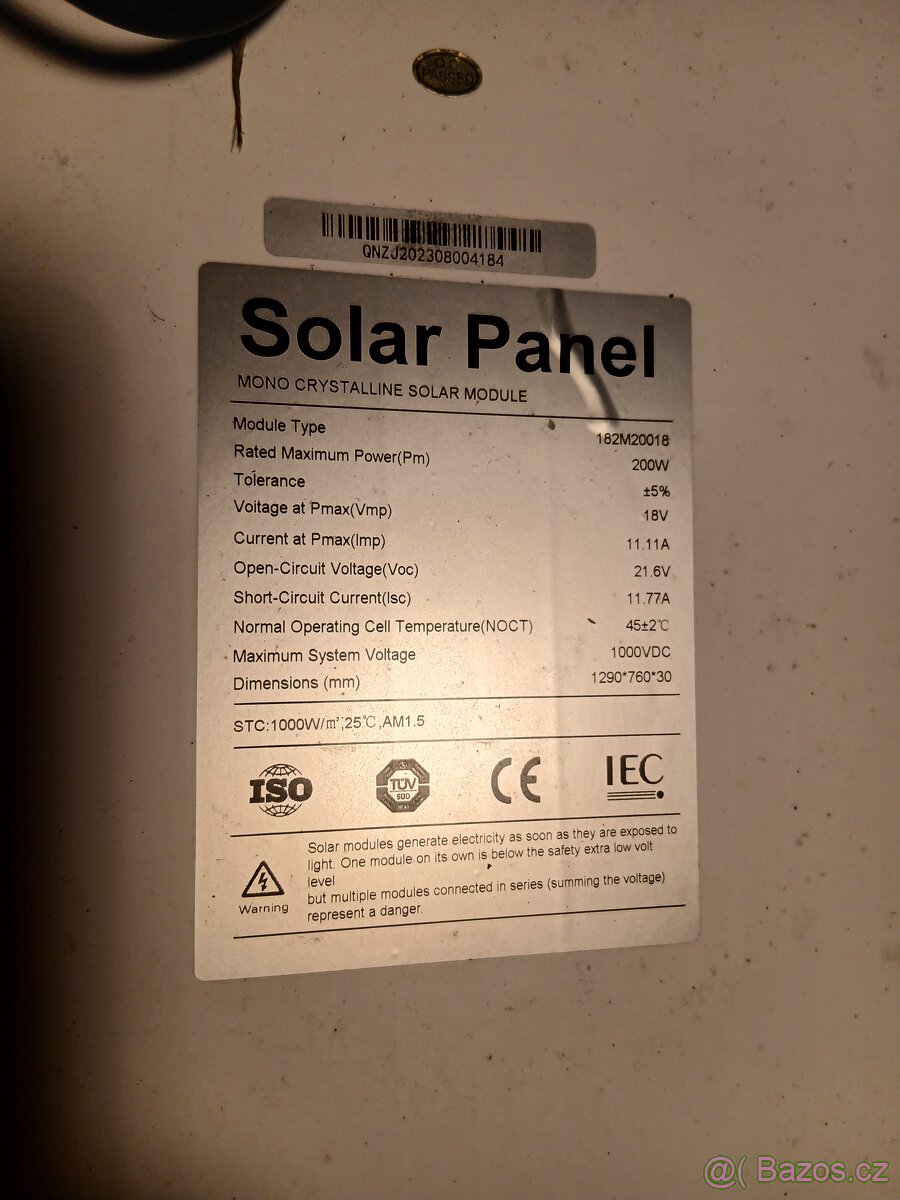 Q.C.
PASSED
QNZJ202308004184
Solar Panel
MONO CRYSTALLINE SOLAR MODULE
Module Type 182M20018
Rated Maximum Power(Pm) 200W
Tolerance ±5%
Voitage at Pmax(Vmp) 18V
Current at Pmax(Imp) 11.11A
Open-Circuit Voltage(Voc) 21.6V
Short-Circuit Current(Isc) 11.77A
Normal Operating Cell Temperature(NOCT) 45±2℃
Maximum System Voltage 1000VDC
Dimensions (mm) 1290*760*30
STC:1000W/㎡,25℃,AM1.5
ISO
TÜV
SÜD
CE
IEC
Solar modules generate electricity as soon as they are exposed to
light. One module on its own is below the safety extra low volt
level
but multiple modules connected in series (summing the voltage)
represent a danger.
Warning
@( Bazos.cz